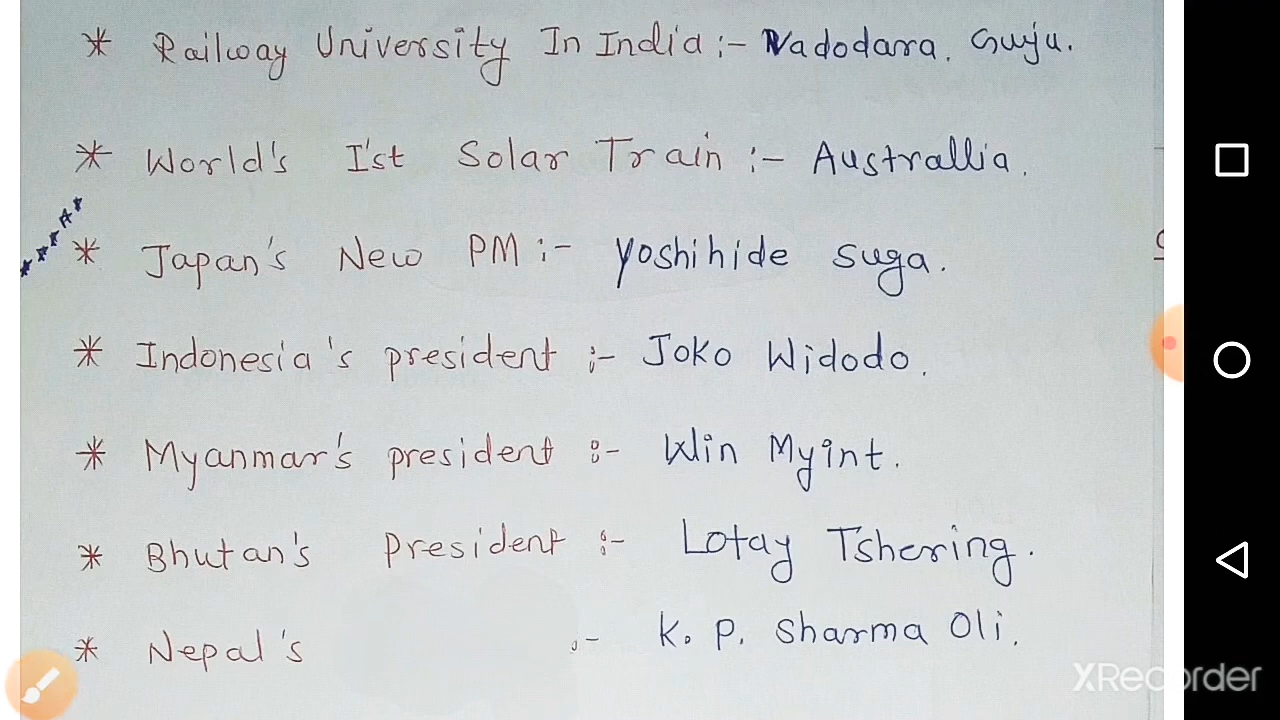 * Railway University In India :- Vadodara, Guju.
* World's I'st Solar Train :- Australlia.
* Japan's New PM :- Yoshihide Suga.
* Indonesia's president :- Joko Widodo.
* Myanmar's president :- Win Myint.
* Bhutan's President :- Lotay Tshering.
* Nepal's :- K. P. Sharma Oli.
XRecorder